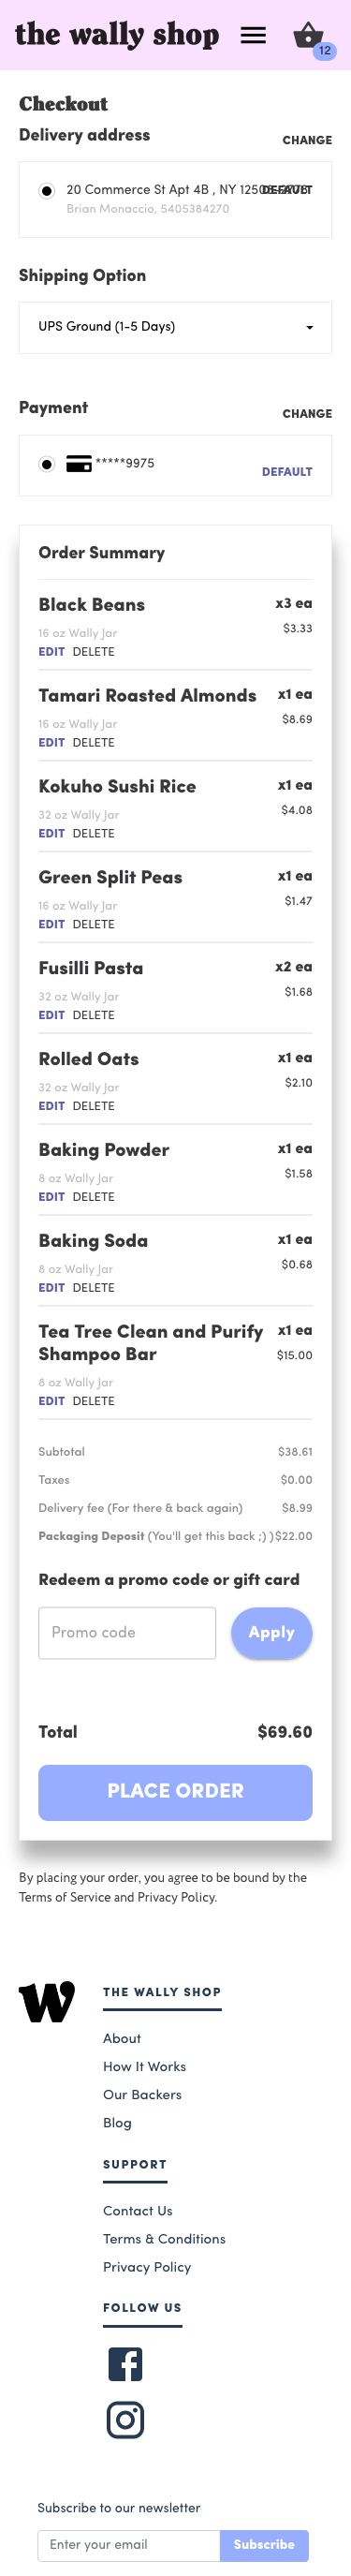 the wally shop
12
Checkout
Delivery address
CHANGE
20 Commerce St Apt 4B , NY
DEFAULT
Brian Monaccio, 5405384270
Shipping Option
UPS Ground (1-5 Days)
Payment
CHANGE
*****9975
DEFAULT
Order Summary
Black Beans x3 ea
16 oz Wally Jar $3.33
EDIT DELETE
Tamari Roasted Almonds x1 ea
16 oz Wally Jar $8.69
EDIT DELETE
Kokuho Sushi Rice x1 ea
32 oz Wally Jar $4.08
EDIT DELETE
Green Split Peas x1 ea
16 oz Wally Jar $1.47
EDIT DELETE
Fusilli Pasta x2 ea
32 oz Wally Jar $1.68
EDIT DELETE
Rolled Oats x1 ea
32 oz Wally Jar $2.10
EDIT DELETE
Baking Powder x1 ea
8 oz Wally Jar $1.58
EDIT DELETE
Baking Soda x1 ea
8 oz Wally Jar $0.68
EDIT DELETE
Tea Tree Clean and Purify x1 ea
Shampoo Bar $15.00
8 oz Wally Jar
EDIT DELETE
Subtotal $38.61
Taxes $0.00
Delivery fee (For there & back again) $8.99
Packaging Deposit (You'll get this back ;) ) $22.00
Redeem a promo code or gift card
Promo code Apply
Total $69.60
PLACE ORDER
By placing your order, you agree to be bound by the
Terms of Service and Privacy Policy.
W
THE WALLY SHOP
About
How It Works
Our Backers
Blog
SUPPORT
Contact Us
Terms & Conditions
Privacy Policy
FOLLOW US
Subscribe to our newsletter
Enter your email Subscribe